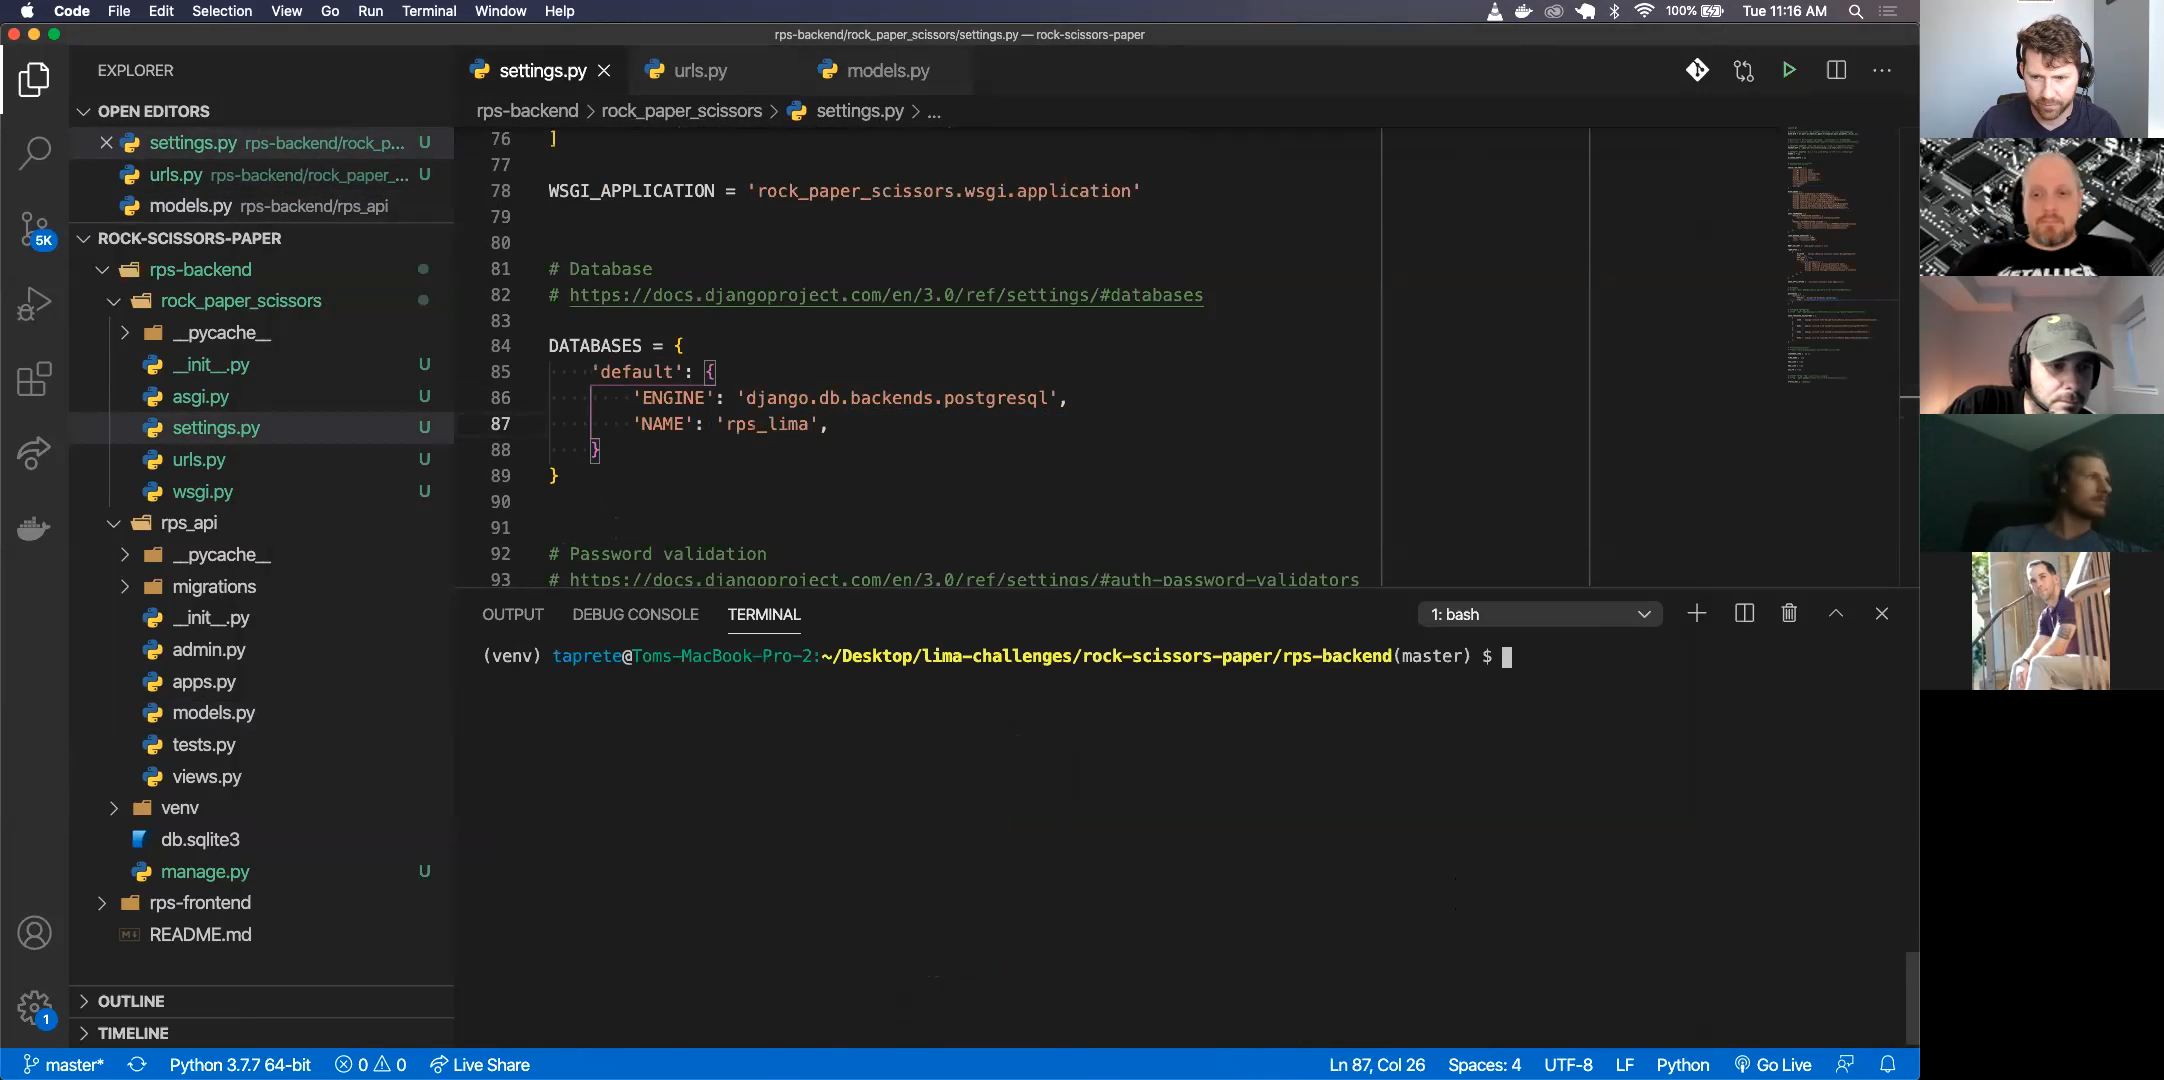 Code File Edit Selection View Go Run Terminal Window Help
100% Tue 11:16 AM
rps-backend/rock_paper_scissors/settings.py — rock-scissors-paper
EXPLORER
OPEN EDITORS
settings.py rps-backend/rock_p... U
urls.py rps-backend/rock_paper_... U
models.py rps-backend/rps_api
ROCK-SCISSORS-PAPER
5K
rps-backend
rock_paper_scissors
__pycache__
__init__.py U
asgi.py U
settings.py U
urls.py U
wsgi.py U
rps_api
__pycache__
migrations
__init__.py
admin.py
apps.py
models.py
tests.py
views.py
venv
db.sqlite3
manage.py U
rps-frontend
README.md
OUTLINE
1
TIMELINE
settings.py urls.py models.py
rps-backend > rock_paper_scissors > settings.py > ...
76 ]
77
78 WSGI_APPLICATION = 'rock_paper_scissors.wsgi.application'
79
80
81 # Database
82 # https://docs.djangoproject.com/en/3.0/ref/settings/#databases
83
84 DATABASES = {
85 'default': {
86 'ENGINE': 'django.db.backends.postgresql',
87 'NAME': 'rps_lima',
88 }
89 }
90
91
92 # Password validation
93 # https://docs.djangoproject.com/en/3.0/ref/settings/#auth-password-validators
OUTPUT DEBUG CONSOLE TERMINAL 1: bash
(venv) taprete@Toms-MacBook-Pro-2:~/Desktop/lima-challenges/rock-scissors-paper/rps-backend(master) $
master* Python 3.7.7 64-bit 0 0 Live Share Ln 87, Col 26 Spaces: 4 UTF-8 LF Python Go Live
METALLICA